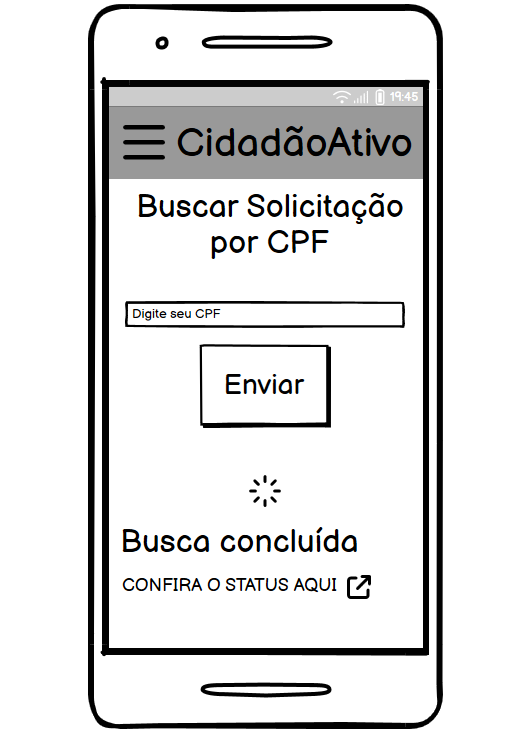 19:45
CidadãoAtivo
Buscar Solicitação
por CPF
Digite seu CPF
Enviar
Busca concluída
CONFIRA O STATUS AQUI